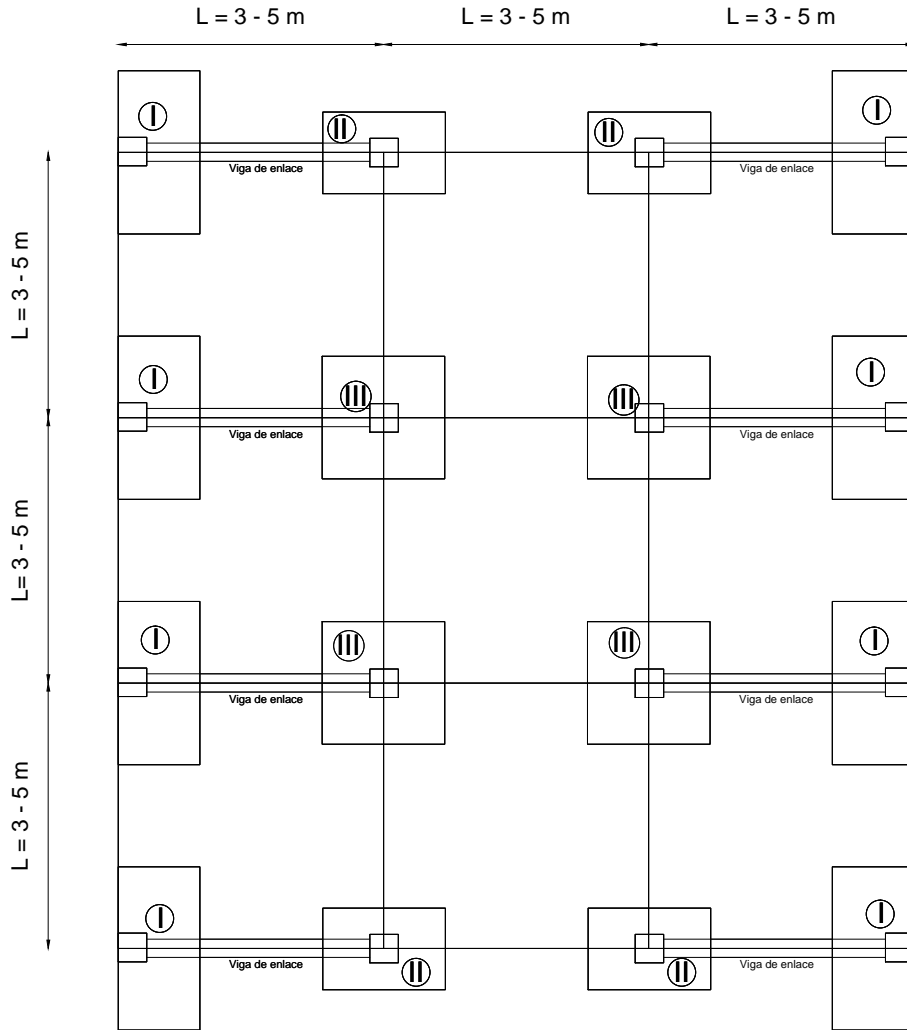 L = 3 - 5 m L = 3 - 5 m L = 3 - 5 m
I II II I
Viga de enlace Viga de enlace
L = 3 - 5 m
I III III I
Viga de enlace Viga de enlace
L= 3 - 5 m
I III III I
Viga de enlace Viga de enlace
L = 3 - 5 m
I I
Viga de enlace Viga de enlace
II II